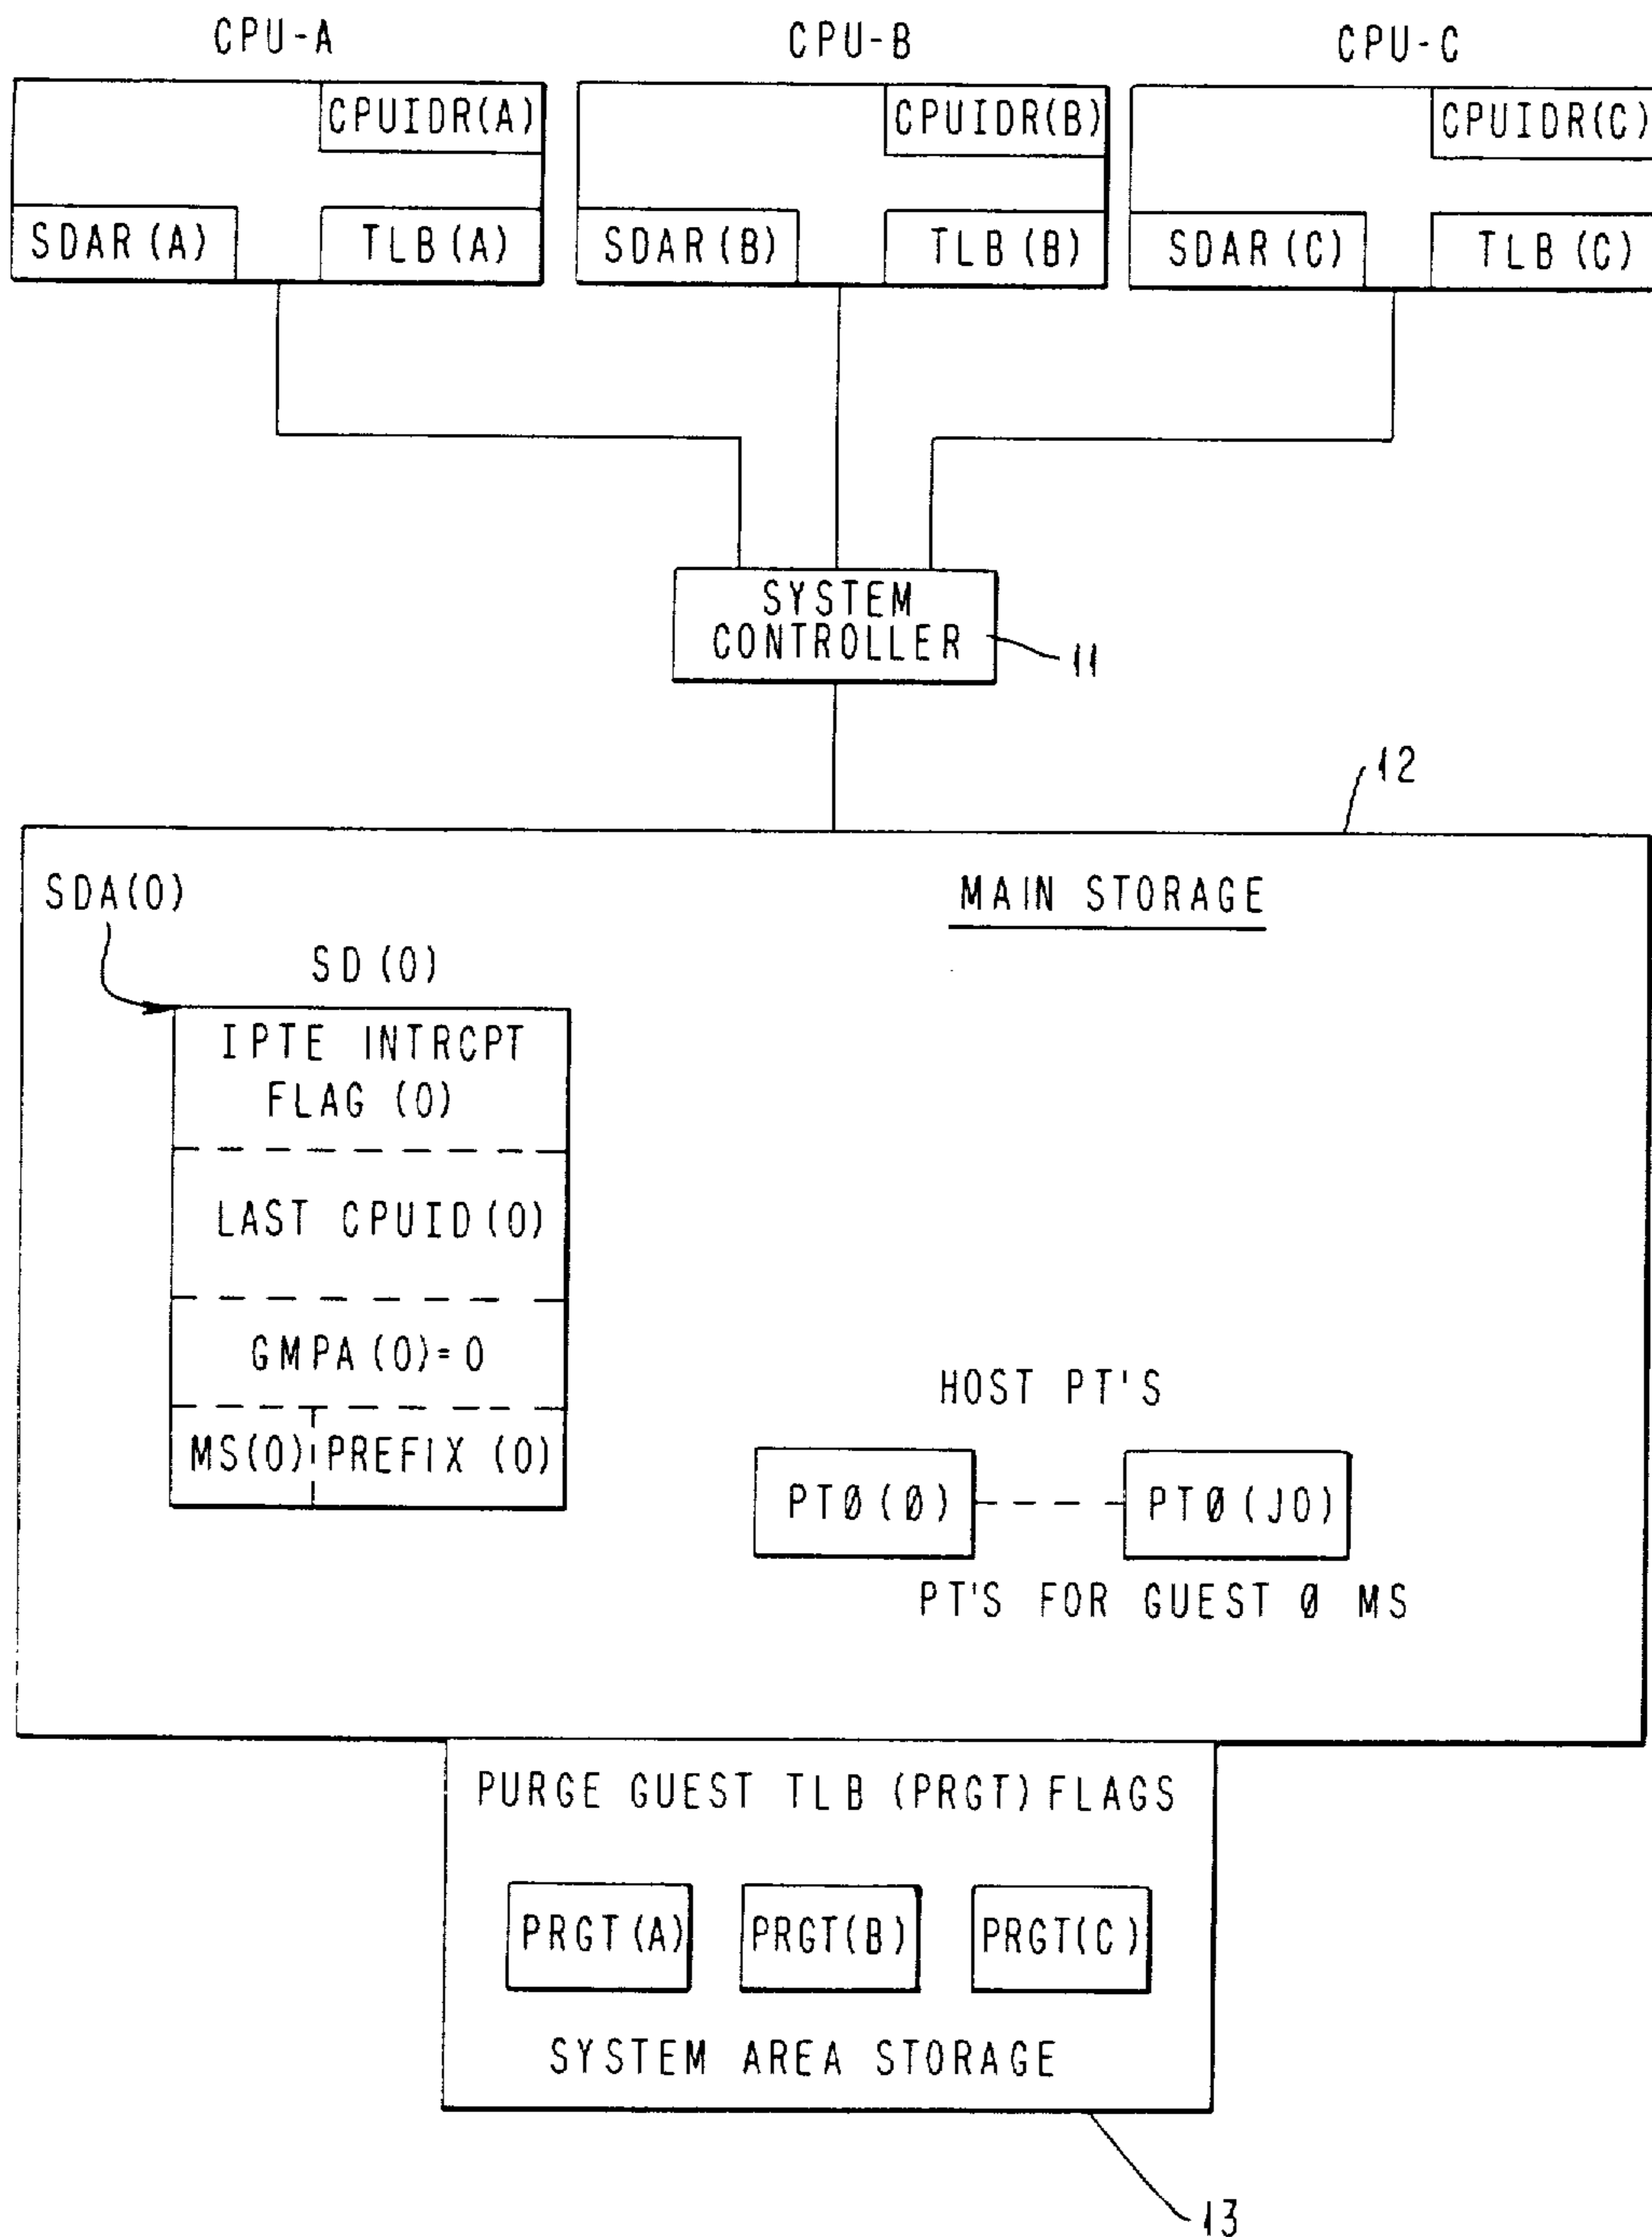 CPU-A
CPU-B
CPU-C
CPUIDR(A)
CPUIDR(B)
CPUIDR(C)
SDAR(A)
TLB(A)
SDAR(B)
TLB(B)
SDAR(C)
TLB(C)
SYSTEM
CONTROLLER
11
12
SDA(0)
MAIN STORAGE
SD(0)
IPTE INTRCPT
FLAG (0)
LAST CPUID(0)
GMPA(0)=0
MS(0)
PREFIX (0)
HOST PT'S
PTØ(Ø)
PTØ(JO)
PT'S FOR GUEST Ø MS
PURGE GUEST TLB (PRGT) FLAGS
PRGT(A)
PRGT(B)
PRGT(C)
SYSTEM AREA STORAGE
13